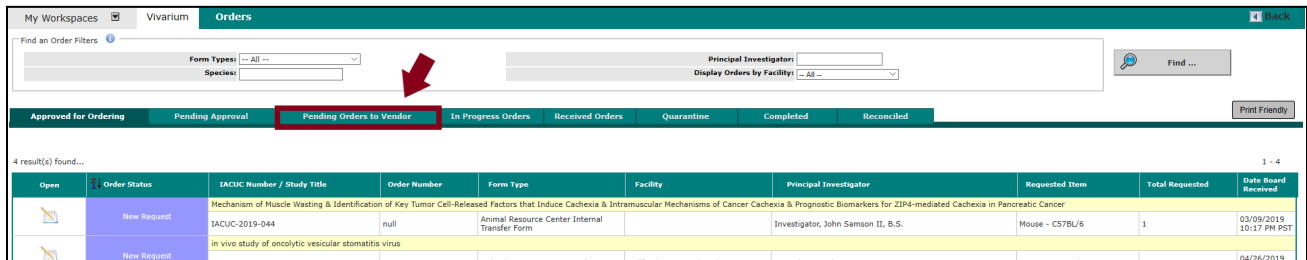 My Workspaces Vivarium Orders Back
Find an Order Filters
Form Types: -- All -- Principal Investigator:
Species: Display Orders by Facility: -- All --
Find ...
Print Friendly
Approved for Ordering Pending Approval Pending Orders to Vendor In Progress Orders Received Orders Quarantine Completed Reconciled
4 result(s) found... 1 - 4
Open Order Status IACUC Number / Study Title Order Number Form Type Facility Principal Investigator Requested Item Total Requested Date Board Received
Mechanism of Muscle Wasting & Identification of Key Tumor Cell-Released Factors that Induce Cachexia & Intramuscular Mechanisms of Cancer Cachexia & Prognostic Biomarkers for ZIP4-mediated Cachexia in Pancreatic Cancer
New Request IACUC-2019-044 null Animal Resource Center Internal Transfer Form Investigator, John Samson II, B.S. Mouse - C57BL/6 1 03/09/2019 10:17 PM PST
in vivo study of oncolytic vesicular stomatitis virus
New Request 04/26/2019